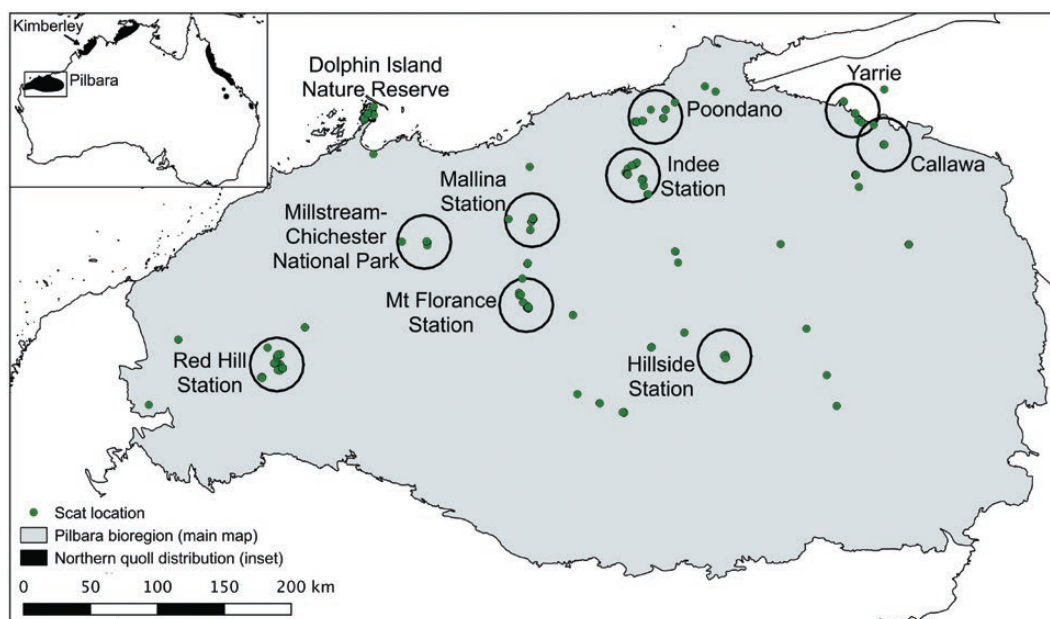 Kimberley
Pilbara
Dolphin Island
Nature Reserve
Yarrie
Poondano
Callawa
Indee
Station
Mallina
Station
Millstream-
Chichester
National Park
Mt Florance
Station
Red Hill
Station
Hillside
Station
Scat location
Pilbara bioregion (main map)
Northern quoll distribution (inset)
0 50 100 150 200 km